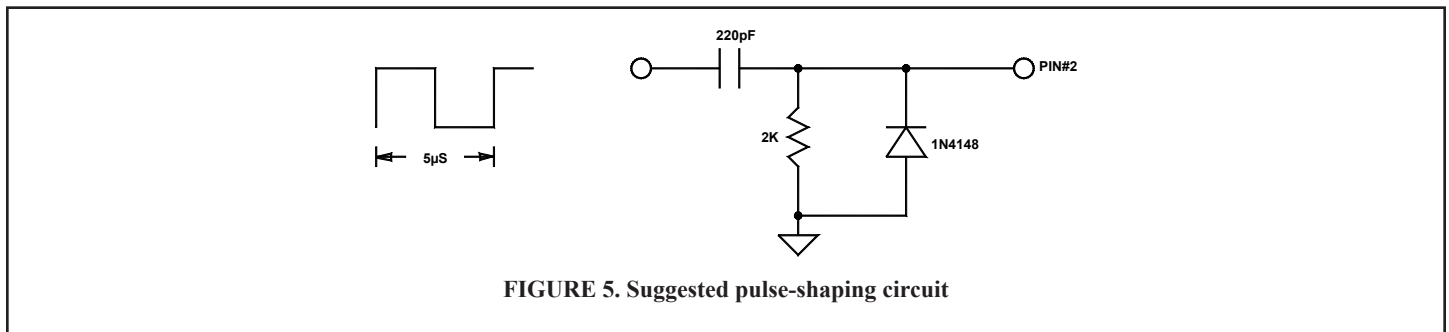 220pF
PIN#2
2K
1N4148
5µS
FIGURE 5. Suggested pulse-shaping circuit